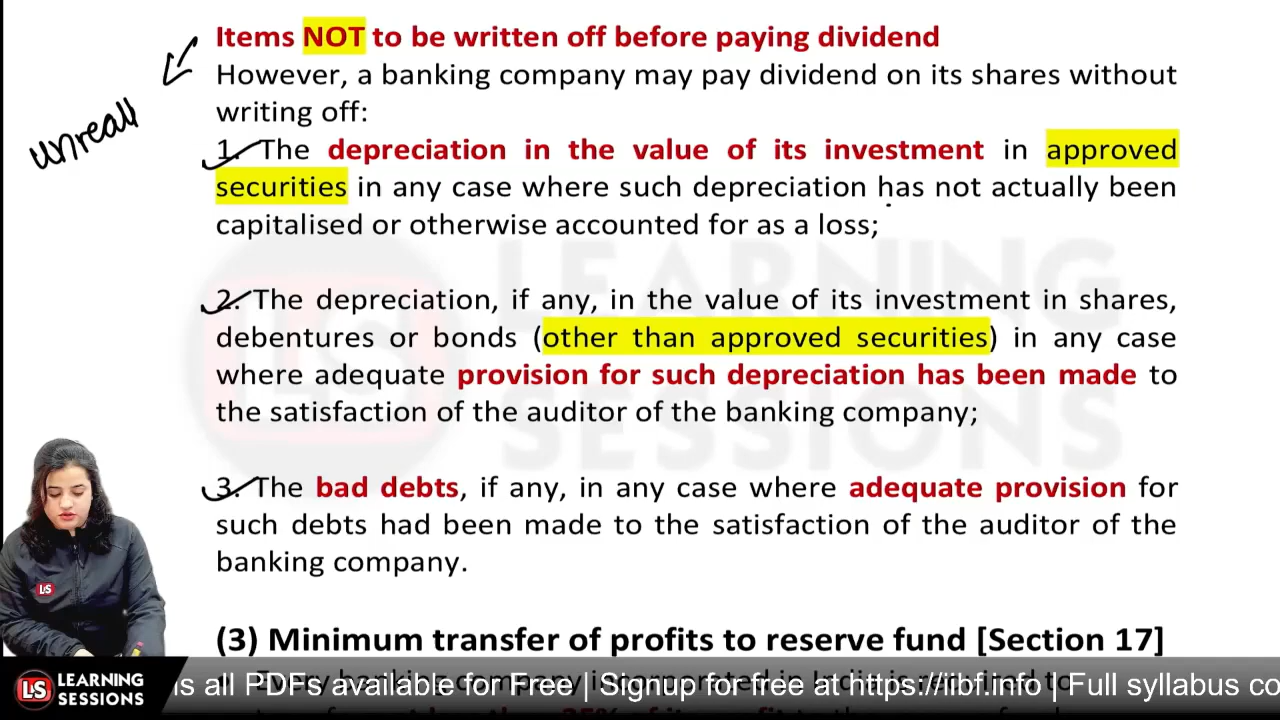 Items NOT to be written off before paying dividend
However, a banking company may pay dividend on its shares without
writing off:
unreall
1. The depreciation in the value of its investment in approved
securities in any case where such depreciation has not actually been
capitalised or otherwise accounted for as a loss;
LEARNING
SESSIONS
LS
2. The depreciation, if any, in the value of its investment in shares,
debentures or bonds (other than approved securities) in any case
where adequate provision for such depreciation has been made to
the satisfaction of the auditor of the banking company;
3. The bad debts, if any, in any case where adequate provision for
such debts had been made to the satisfaction of the auditor of the
banking company.
LS
(3) Minimum transfer of profits to reserve fund [Section 17]
LS LEARNING
SESSIONS
is all PDFs available for Free | Signup for free at https://iibf.info | Full syllabus co